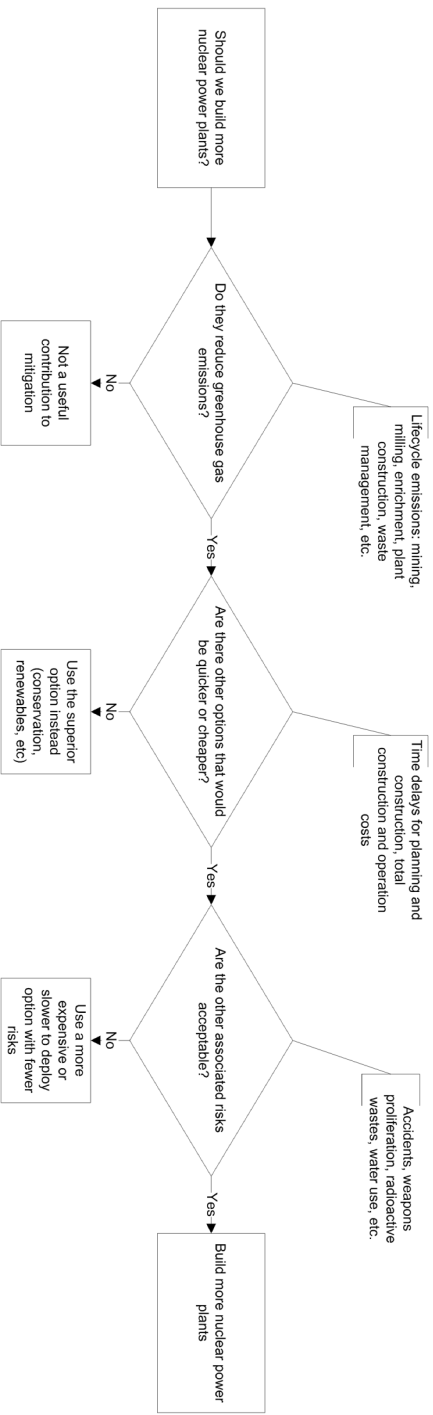 Should we build more
nuclear power plants?
Do they reduce greenhouse gas
emissions?
Lifecycle emissions: mining,
milling, enrichment, plant
construction, waste
management, etc.
No
Not a useful
contribution to
mitigation
Yes
Are there other options that would
be quicker or cheaper?
Time delays for planning and
construction, total
construction and operation
costs
No
Use the superior
option instead
(conservation,
renewables, etc)
Yes
Are the other associated risks
acceptable?
Accidents, weapons
proliferation, radioactive
wastes, water use, etc.
No
Use a more
expensive or
slower to deploy
option with fewer
risks
Yes
Build more nuclear power
plants